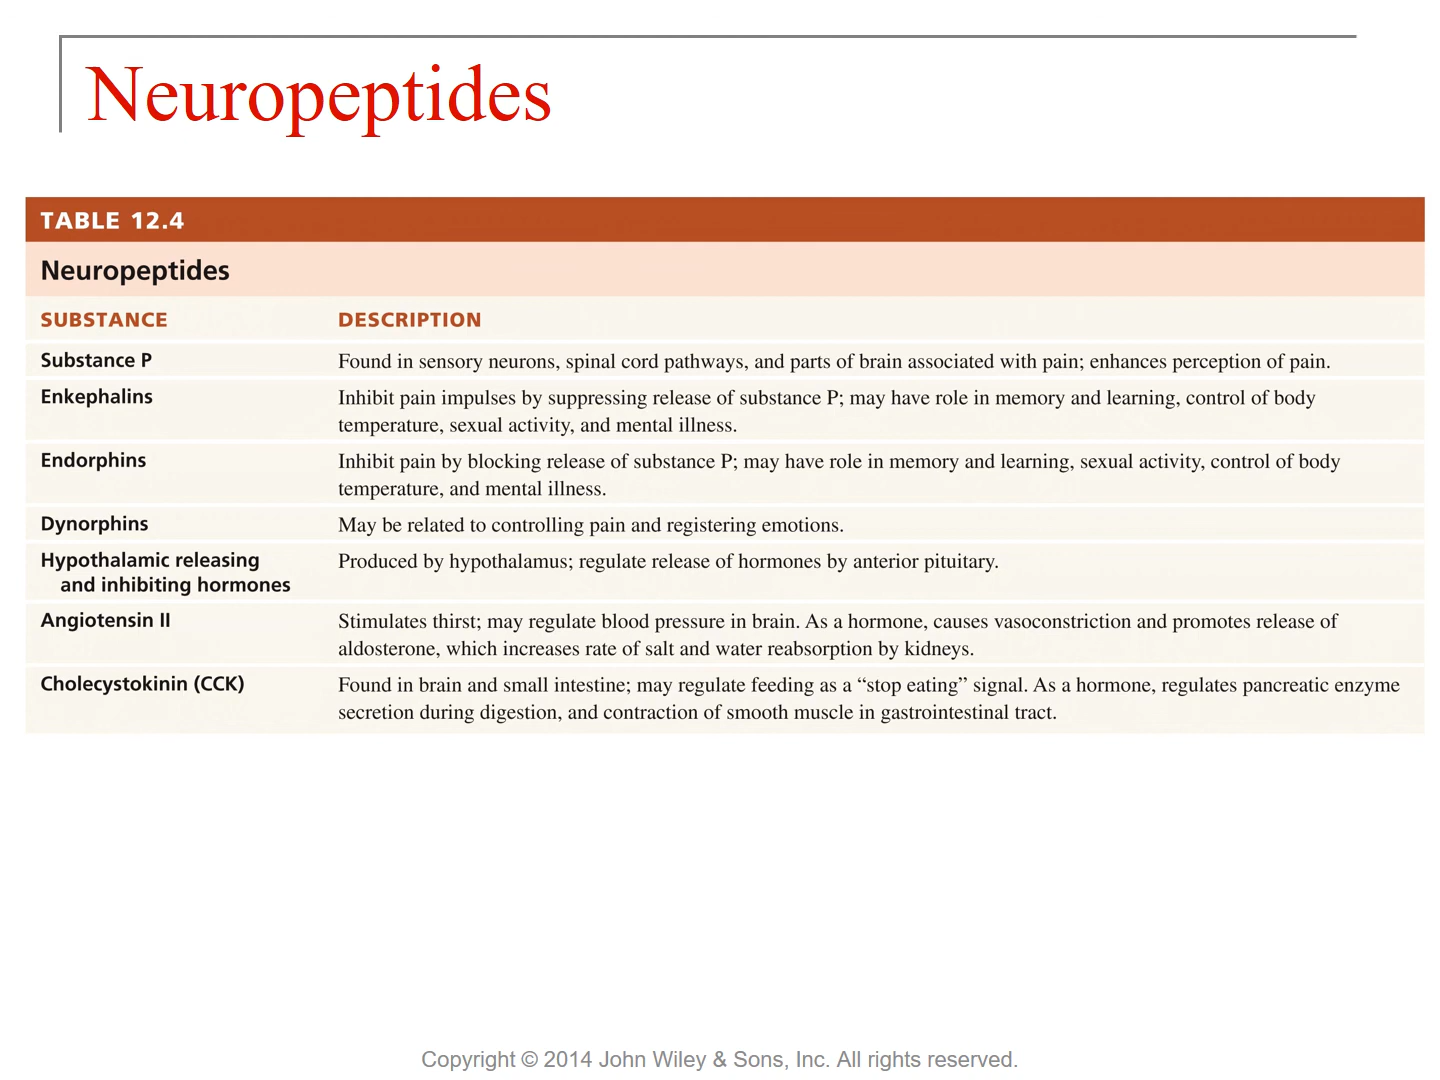 Neuropeptides
TABLE 12.4
Neuropeptides
SUBSTANCE DESCRIPTION
Substance P Found in sensory neurons, spinal cord pathways, and parts of brain associated with pain; enhances perception of pain.
Enkephalins Inhibit pain impulses by suppressing release of substance P; may have role in memory and learning, control of body
temperature, sexual activity, and mental illness.
Endorphins Inhibit pain by blocking release of substance P; may have role in memory and learning, sexual activity, control of body
temperature, and mental illness.
Dynorphins May be related to controlling pain and registering emotions.
Hypothalamic releasing Produced by hypothalamus; regulate release of hormones by anterior pituitary.
and inhibiting hormones
Angiotensin II Stimulates thirst; may regulate blood pressure in brain. As a hormone, causes vasoconstriction and promotes release of
aldosterone, which increases rate of salt and water reabsorption by kidneys.
Cholecystokinin (CCK) Found in brain and small intestine; may regulate feeding as a “stop eating” signal. As a hormone, regulates pancreatic enzyme
secretion during digestion, and contraction of smooth muscle in gastrointestinal tract.
Copyright © 2014 John Wiley & Sons, Inc. All rights reserved.